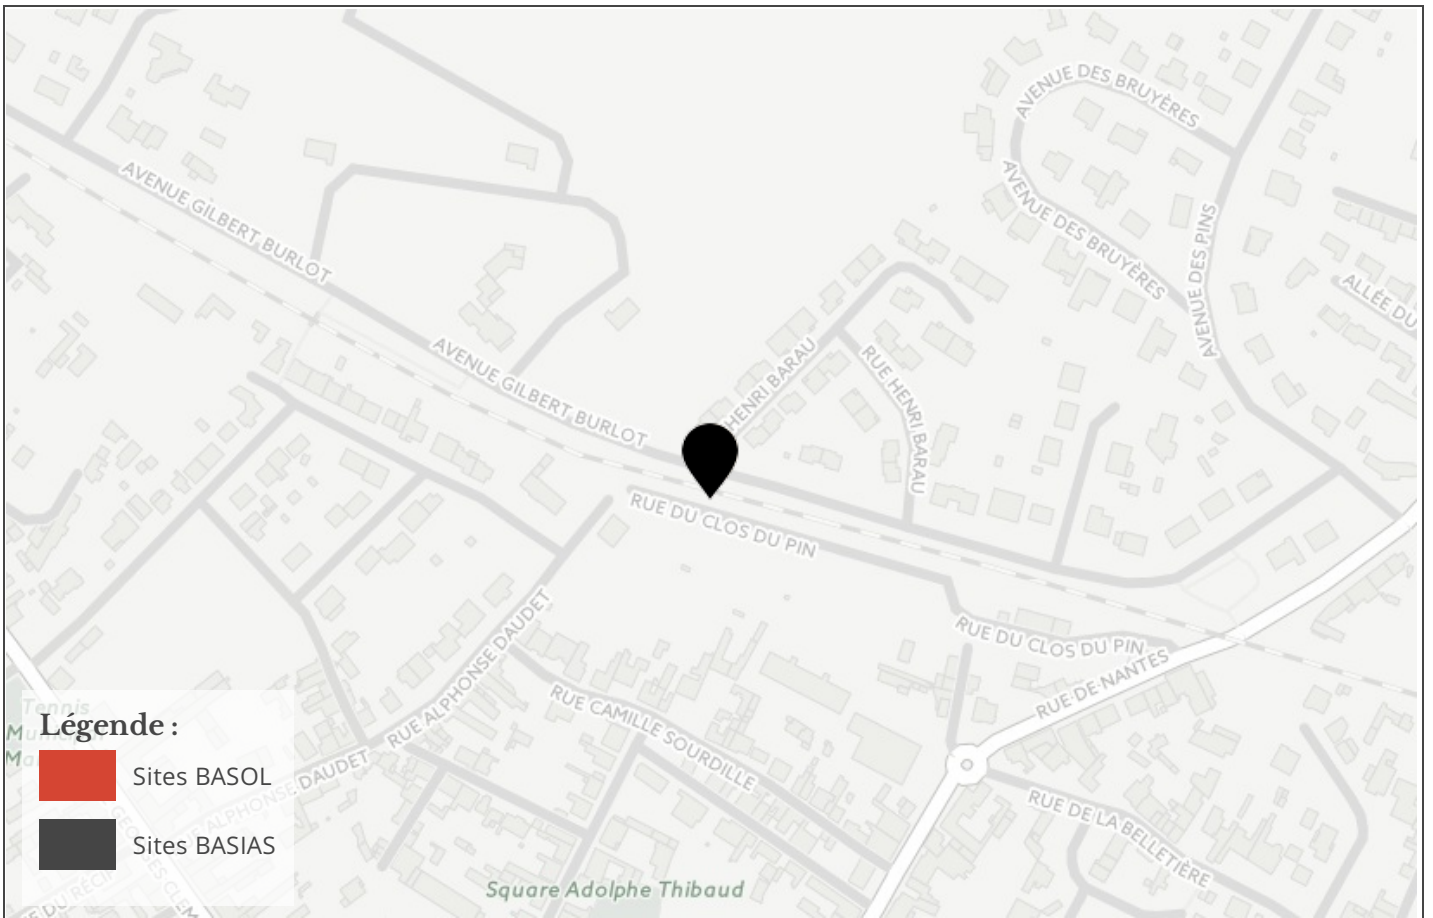 AVENUE DES BRUYÈRES
AVENUE GILBERT BURLOT
AVENUE DES BRUYÈRES
AVENUE DES PINS
ALLÉE DU
AVENUE GILBERT BURLOT
HENRI BARAU
RUE HENRI BARAU
RUE DU CLOS DU PIN
RUE ALPHONSE DAUDET
RUE DU CLOS DU PIN
RUE CAMILLE SOURDILLE
RUE DE NANTES
Tennis
Légende :
Sites BASOL
ALPHONSE DAUDET
RUE DE LA BELLETIÈRE
Sites BASIAS
Square Adolphe Thibaud